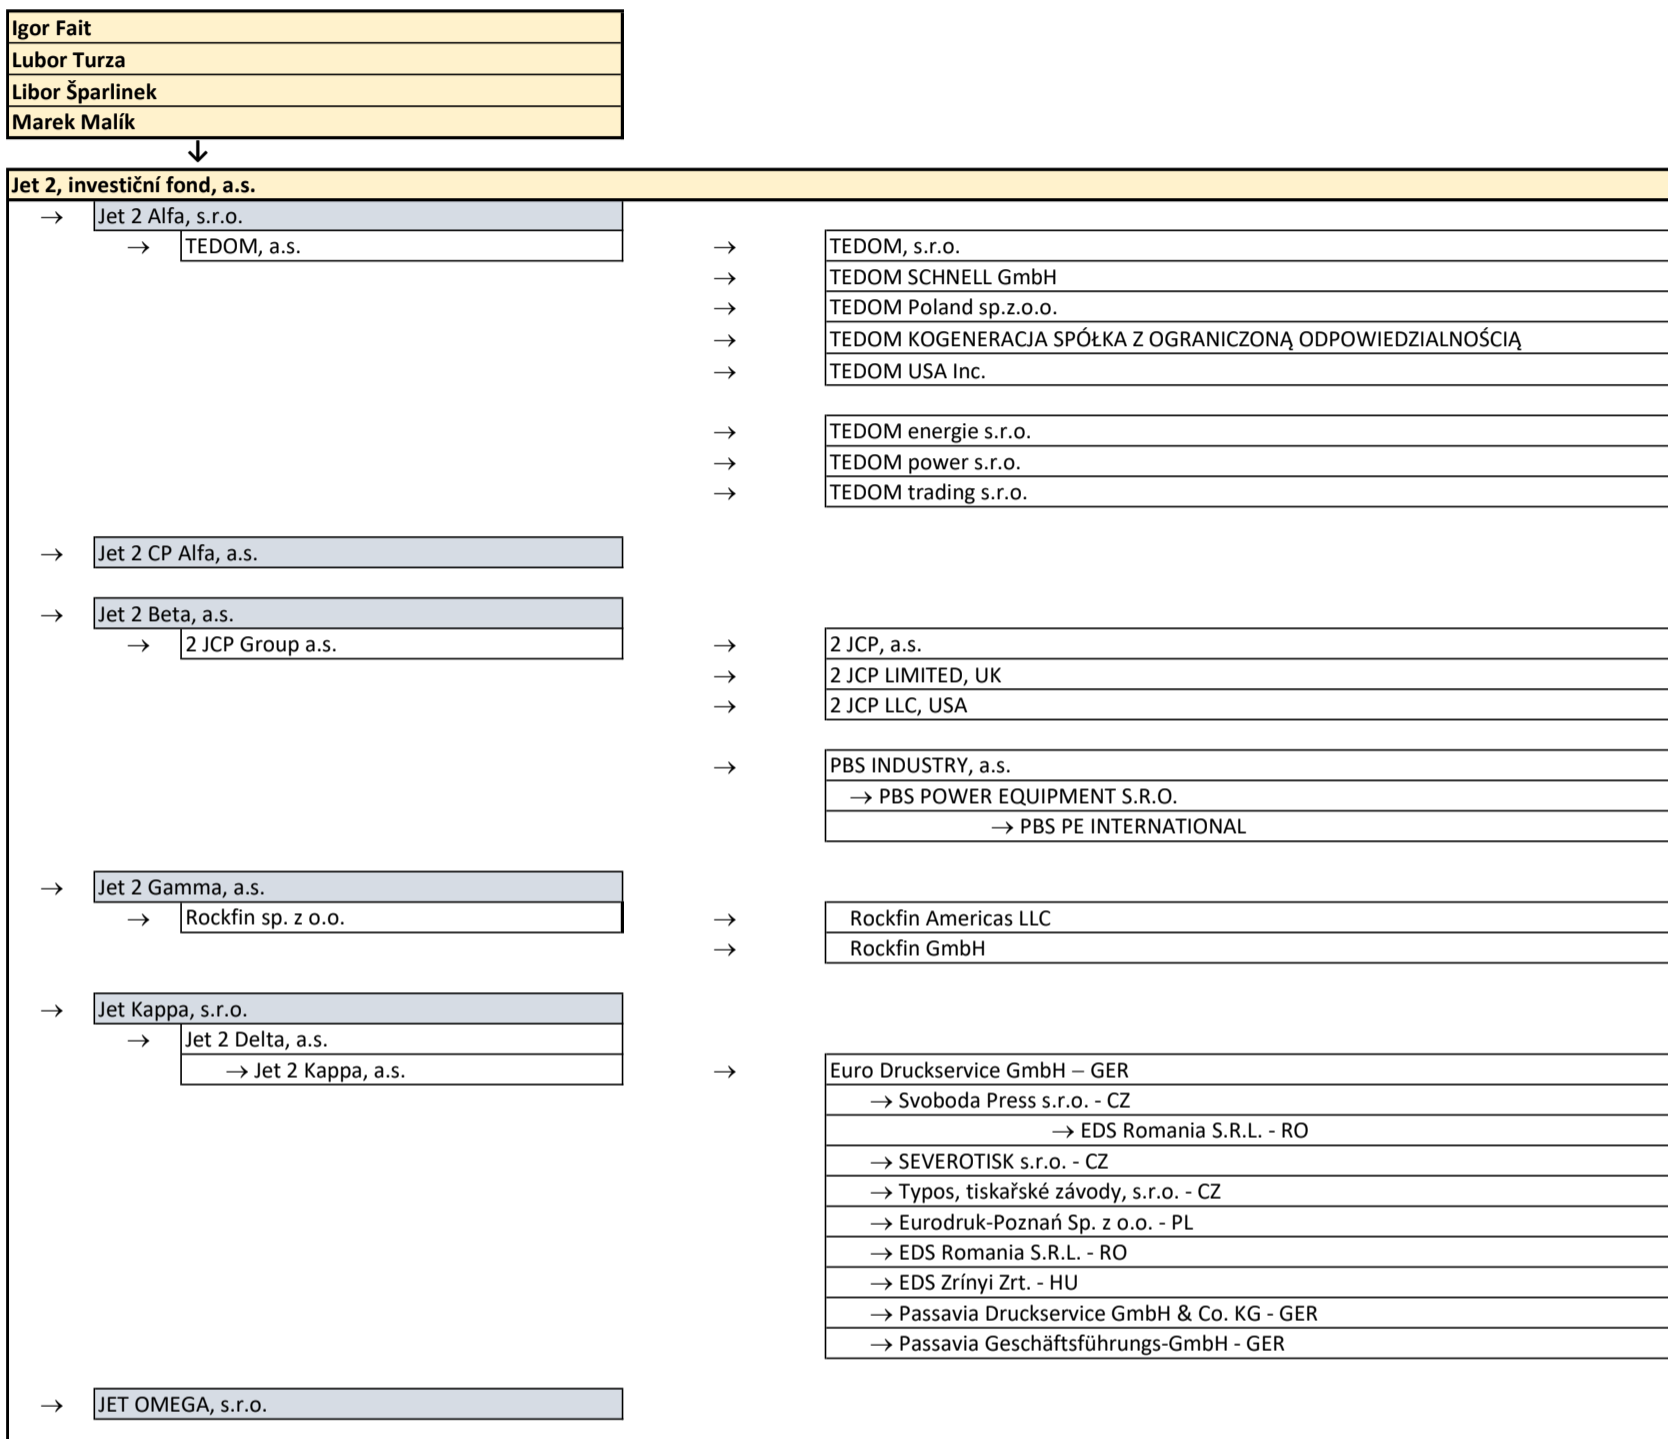 Igor Fait
Lubor Turza
Libor Šparlinek
Marek Malík
↓
Jet 2, investiční fond, a.s.
→ Jet 2 Alfa, s.r.o.
→ TEDOM, a.s. → TEDOM, s.r.o.
→ TEDOM SCHNELL GmbH
→ TEDOM Poland sp.z.o.o.
→ TEDOM KOGENERACJA SPÓŁKA Z OGRANICZONĄ ODPOWIEDZIALNOŚCIĄ
→ TEDOM USA Inc.
→ TEDOM energie s.r.o.
→ TEDOM power s.r.o.
→ TEDOM trading s.r.o.
→ Jet 2 CP Alfa, a.s.
→ Jet 2 Beta, a.s.
→ 2 JCP Group a.s. → 2 JCP, a.s.
→ 2 JCP LIMITED, UK
→ 2 JCP LLC, USA
→ PBS INDUSTRY, a.s.
→ PBS POWER EQUIPMENT S.R.O.
→ PBS PE INTERNATIONAL
→ Jet 2 Gamma, a.s.
→ Rockfin sp. z o.o. → Rockfin Americas LLC
→ Rockfin GmbH
→ Jet Kappa, s.r.o.
→ Jet 2 Delta, a.s.
→ Jet 2 Kappa, a.s. → Euro Druckservice GmbH – GER
→ Svoboda Press s.r.o. - CZ
→ EDS Romania S.R.L. - RO
→ SEVEROTISK s.r.o. - CZ
→ Typos, tiskařské závody, s.r.o. - CZ
→ Eurodruk-Poznań Sp. z o.o. - PL
→ EDS Romania S.R.L. - RO
→ EDS Zrínyi Zrt. - HU
→ Passavia Druckservice GmbH & Co. KG - GER
→ Passavia Geschäftsführungs-GmbH - GER
→ JET OMEGA, s.r.o.